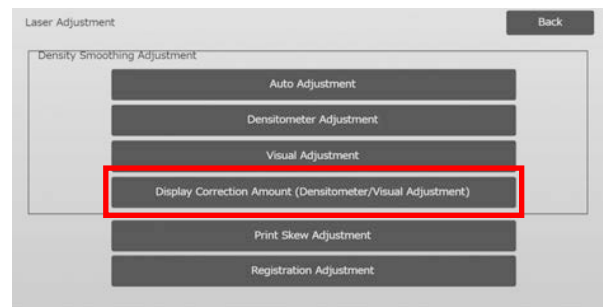 Laser Adjustment
Back
Density Smoothing Adjustment
Auto Adjustment
Densitometer Adjustment
Visual Adjustment
Display Correction Amount (Densitometer/Visual Adjustment)
Print Skew Adjustment
Registration Adjustment